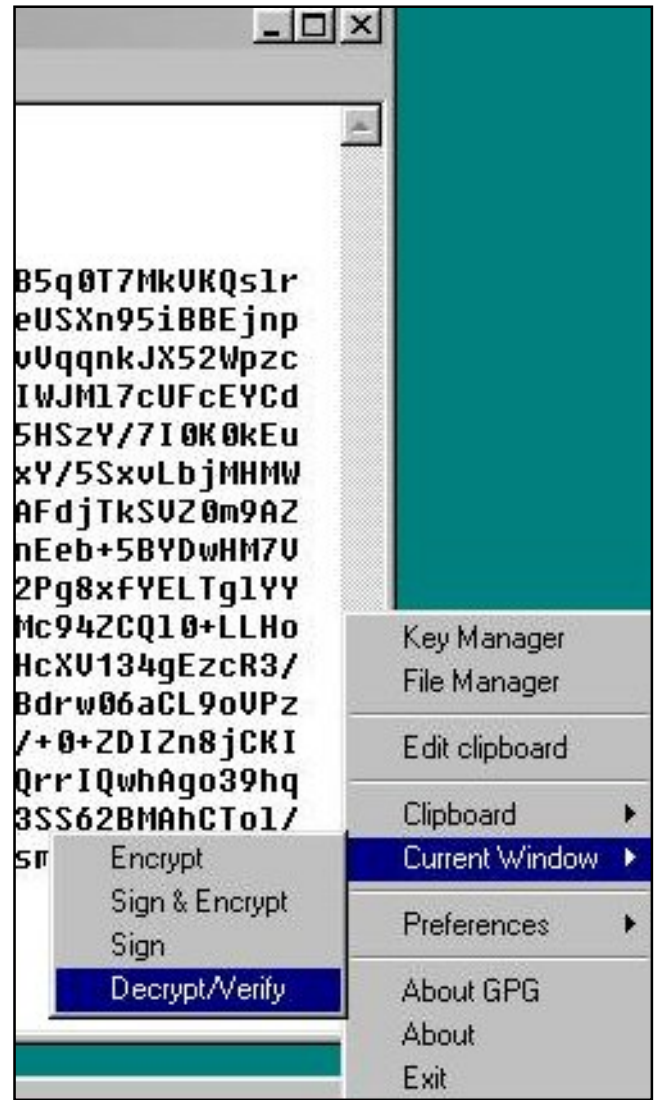 B5q0T7MkVKQslr
eUSXn95iBBEjnp
vVqqnkJX52Wpzc
IWJMl7cUFcEYCd
5HSzY/7I0K0kEu
xY/5SxvLbjMHMW
AFdjTkSVZ0m9AZ
nEeb+5BYDwHM7V
2Pg8xfYELTglYY
Mc94ZCQl0+LLHo
HcXV134gEzcR3/
Bdrw06aCL9oVPz
/+0+ZDIZn8jCKI
QrrIQwhAgo39hq
3SS62BMAhCTol/
sm
Key Manager
File Manager
Edit clipboard
Clipboard
Current Window
Preferences
About GPG
About
Exit
Encrypt
Sign & Encrypt
Sign
Decrypt/Verify